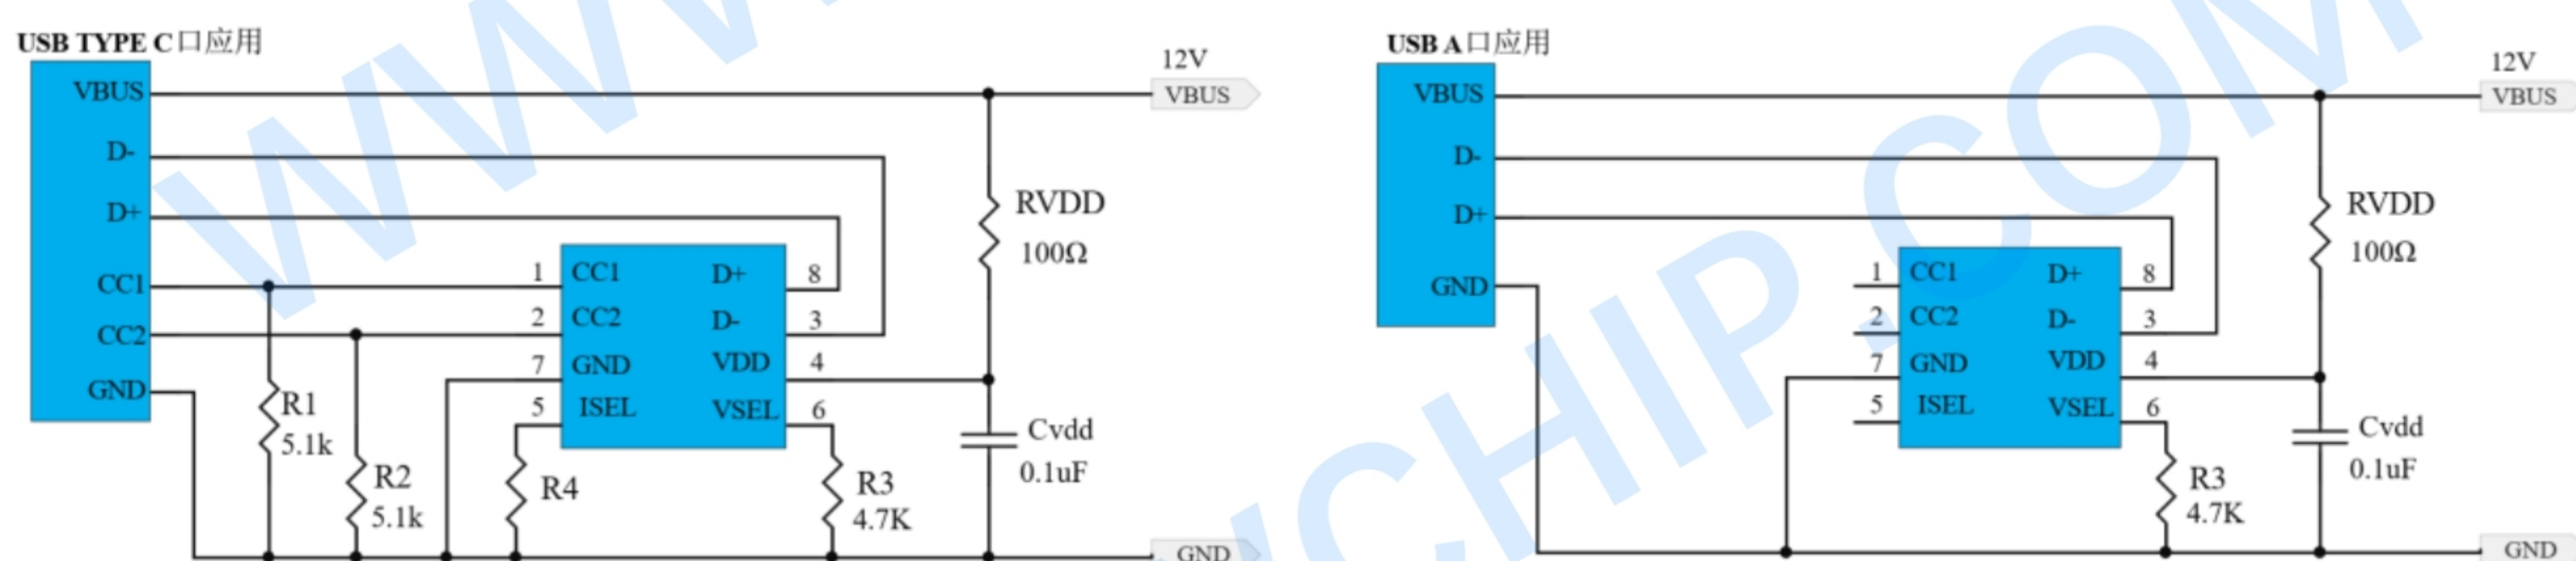 USB TYPE C口应用
VBUS
D-
D+
CC1
CC2
GND
R1
5.1k
R2
5.1k
R4
1
2
7
5
CC1
CC2
GND
ISEL
D+
D-
VDD
VSEL
8
3
4
6
R3
4.7K
RVDD
100Ω
Cvdd
0.1uF
12V
VBUS
GND
USB A口应用
VBUS
D-
D+
GND
1
2
7
5
CC1
CC2
GND
ISEL
D+
D-
VDD
VSEL
8
3
4
6
R3
4.7K
RVDD
100Ω
Cvdd
0.1uF
12V
VBUS
GND